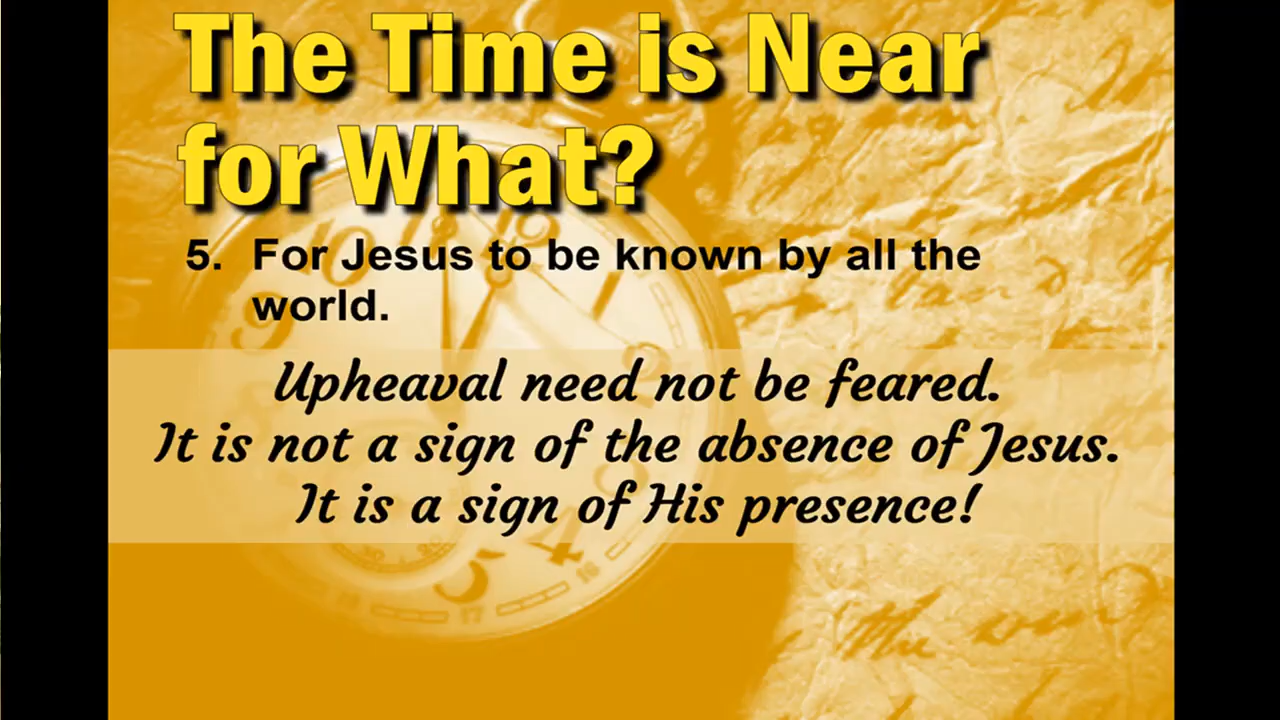 The Time is Near
for What?
5. For Jesus to be known by all the
world.
Upheaval need not be feared.
It is not a sign of the absence of Jesus.
It is a sign of His presence!